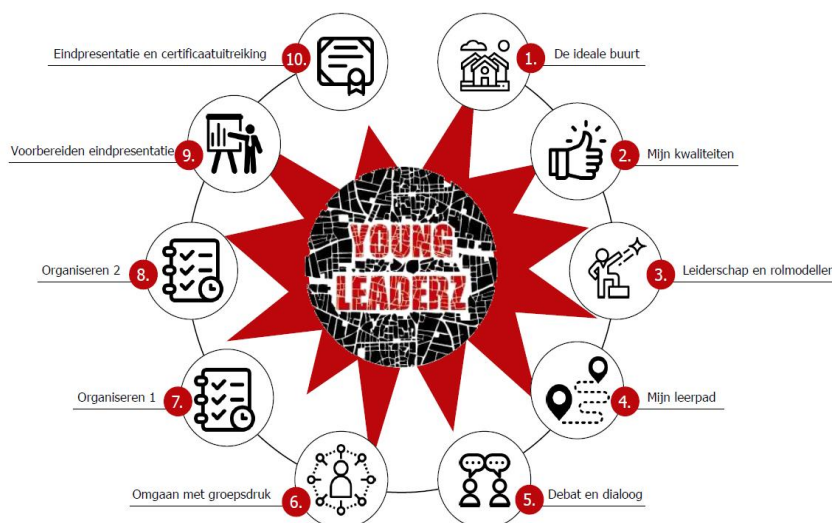 1. De ideale buurt
2. Mijn kwaliteiten
3. Leiderschap en rolmodellen
4. Mijn leerpad
5. Debat en dialoog
6. Omgaan met groepsdruk
7. Organiseren 1
8. Organiseren 2
9. Voorbereiden eindpresentatie
10. Eindpresentatie en certificaatuitreiking
YOUNG
LEADERZ